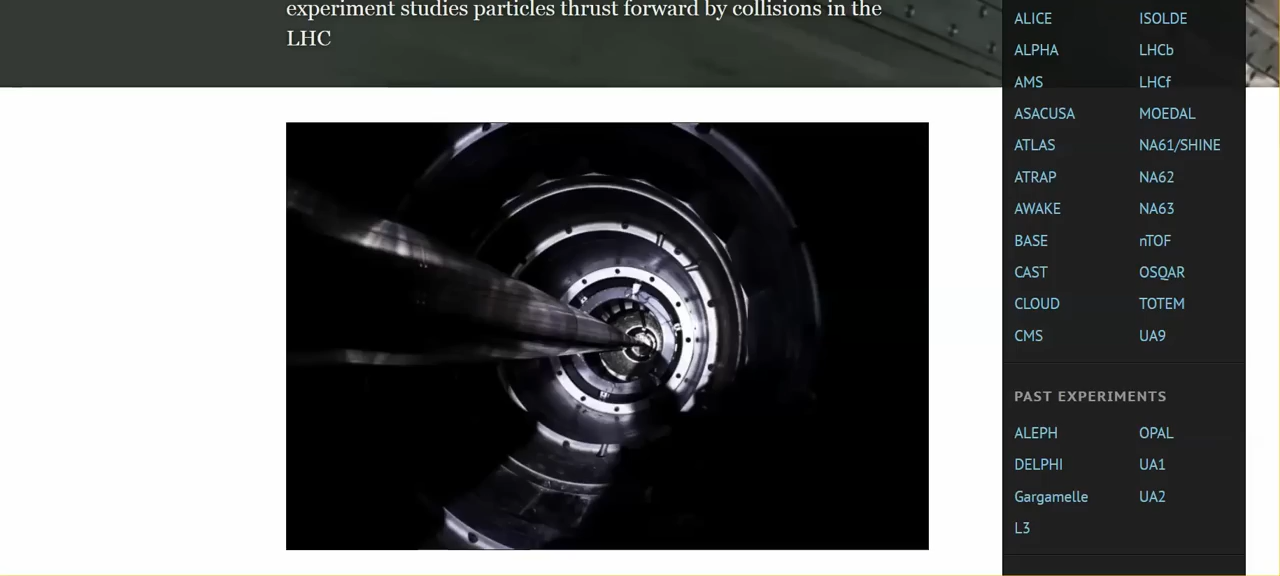 experiment studies particles thrust forward by collisions in the
LHC
ALICE
ISOLDE
ALPHA
LHCb
AMS
LHCf
ASACUSA
MOEDAL
ATLAS
NA61/SHINE
ATRAP
NA62
AWAKE
NA63
BASE
nTOF
CAST
OSQAR
CLOUD
TOTEM
CMS
UA9
PAST EXPERIMENTS
ALEPH
OPAL
DELPHI
UA1
Gargamelle
UA2
L3